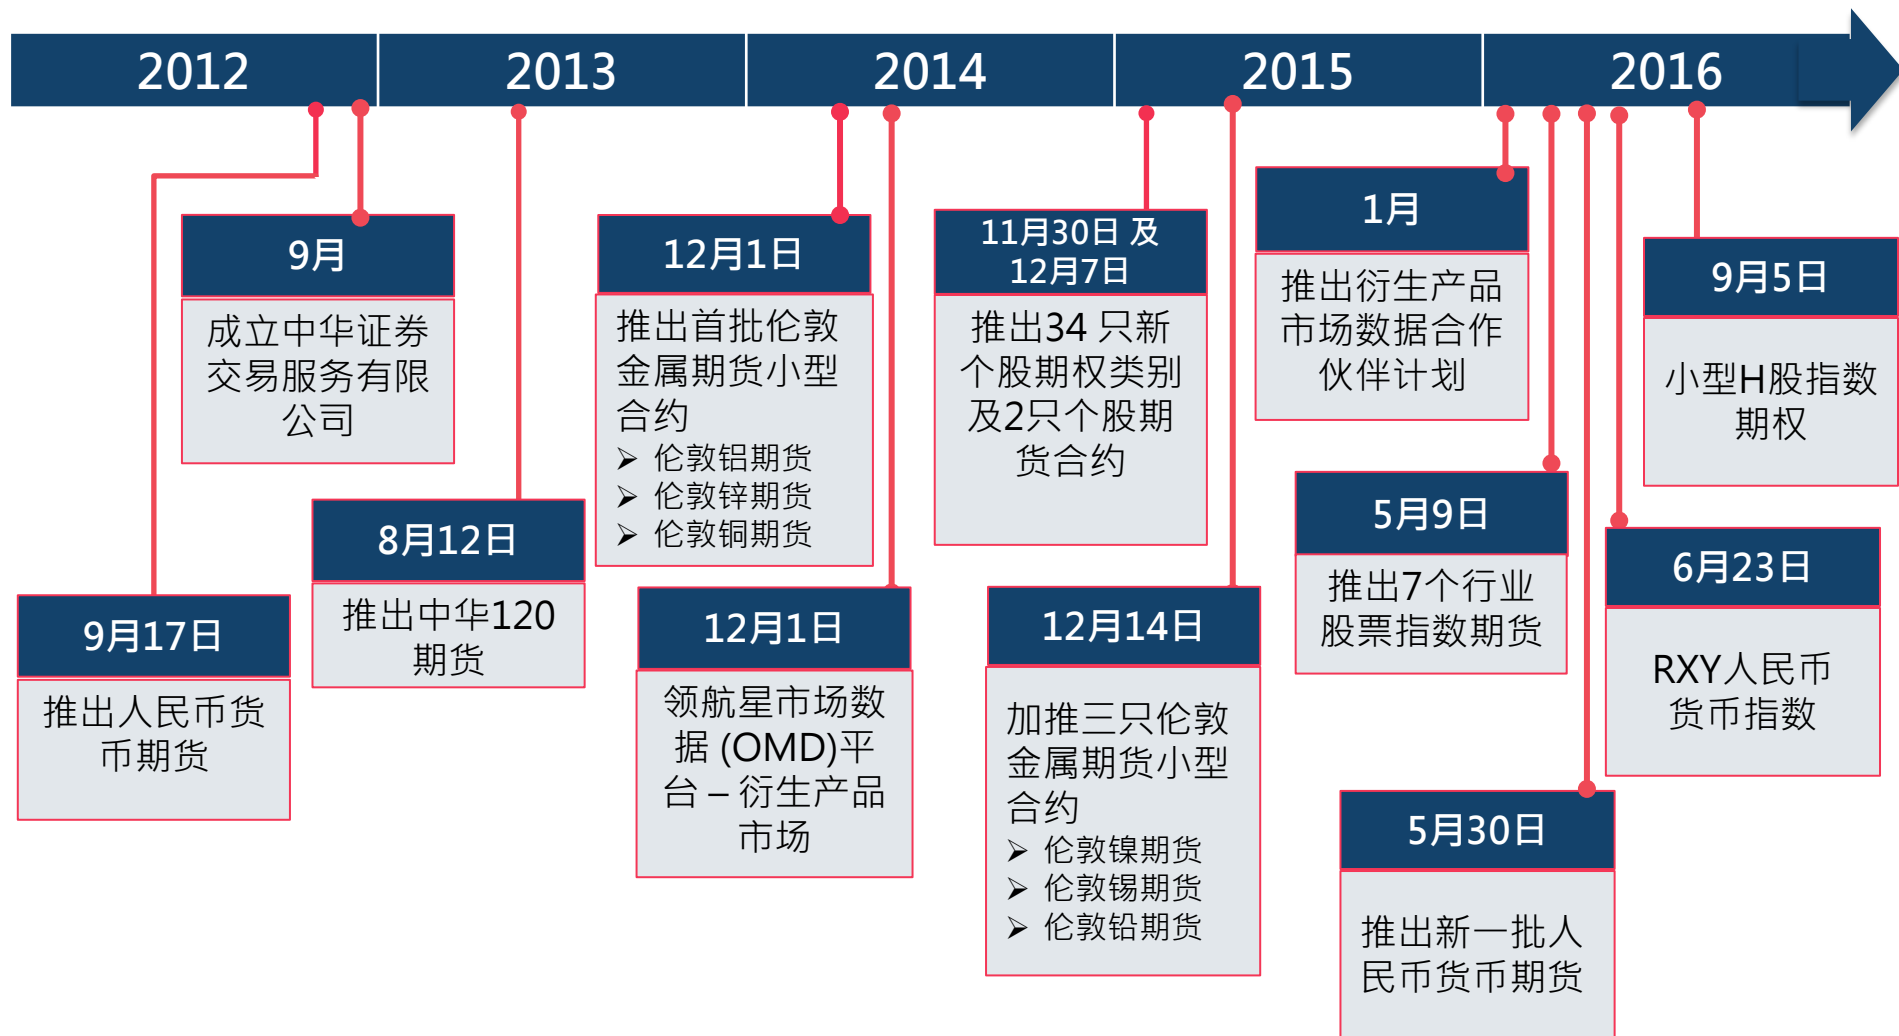 2012
2013
2014
2015
2016
9月17日
推出人民币货
币期货
9月
成立中华证券
交易服务有限
公司
8月12日
推出中华120
期货
12月1日
推出首批伦敦
金属期货小型
合约
➢ 伦敦铝期货
➢ 伦敦锌期货
➢ 伦敦铜期货
12月1日
领航星市场数
据 (OMD)平
台 – 衍生产品
市场
11月30日 及
12月7日
推出34 只新
个股期权类别
及2只个股期
货合约
12月14日
加推三只伦敦
金属期货小型
合约
➢ 伦敦镍期货
➢ 伦敦锡期货
➢ 伦敦铅期货
1月
推出衍生产品
市场数据合作
伙伴计划
5月9日
推出7个行业
股票指数期货
5月30日
推出新一批人
民币货币期货
6月23日
RXY人民币
货币指数
9月5日
小型H股指数
期权